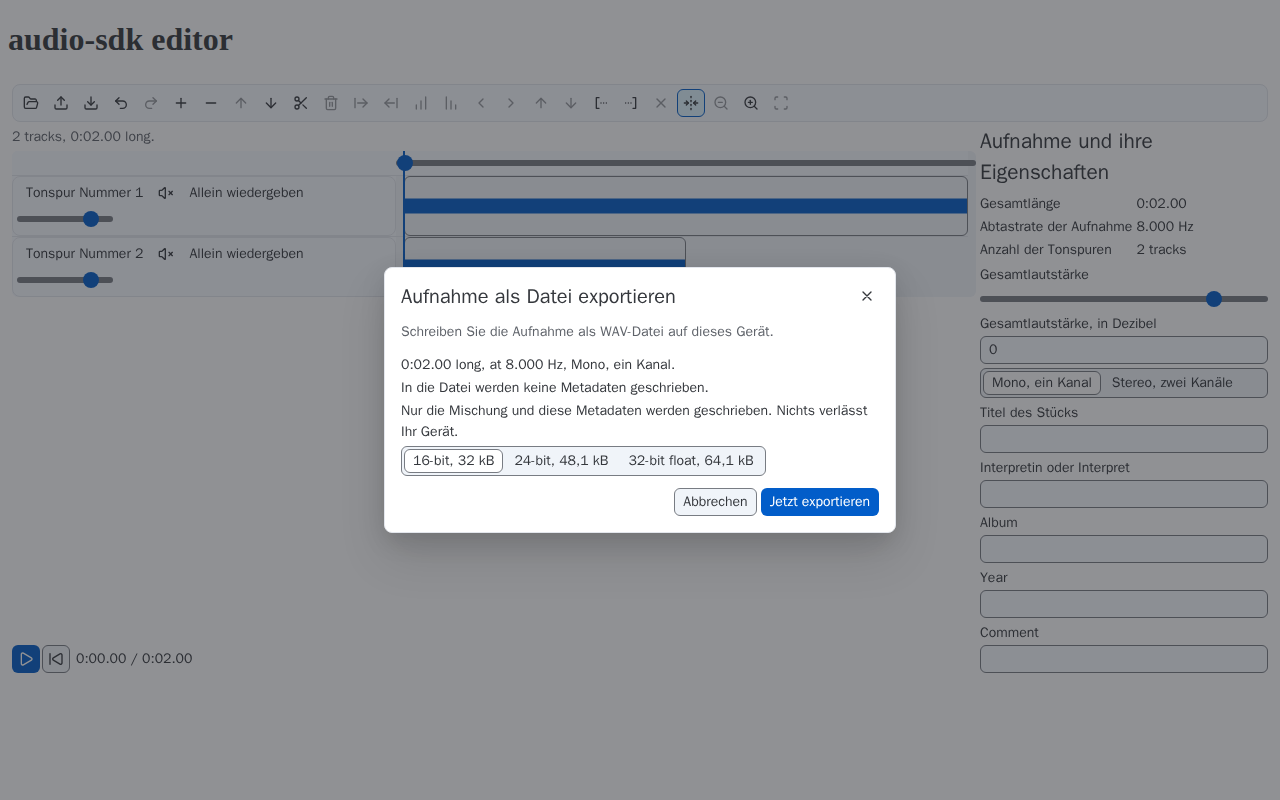 audio-sdk editor
2 tracks, 0:02.00 long.
Tonspur Nummer 1 Allein wiedergeben
Tonspur Nummer 2 Allein wiedergeben
Aufnahme und ihre
Eigenschaften
Gesamtlänge 0:02.00
Abtastrate der Aufnahme 8.000 Hz
Anzahl der Tonspuren 2 tracks
Gesamtlautstärke
Gesamtlautstärke, in Dezibel
0
Mono, ein Kanal Stereo, zwei Kanäle
Titel des Stücks
Interpretin oder Interpret
Album
Year
Comment
Aufnahme als Datei exportieren
Schreiben Sie die Aufnahme als WAV-Datei auf dieses Gerät.
0:02.00 long, at 8.000 Hz, Mono, ein Kanal.
In die Datei werden keine Metadaten geschrieben.
Nur die Mischung und diese Metadaten werden geschrieben. Nichts verlässt
Ihr Gerät.
16-bit, 32 kB 24-bit, 48,1 kB 32-bit float, 64,1 kB
Abbrechen Jetzt exportieren
0:00.00 / 0:02.00